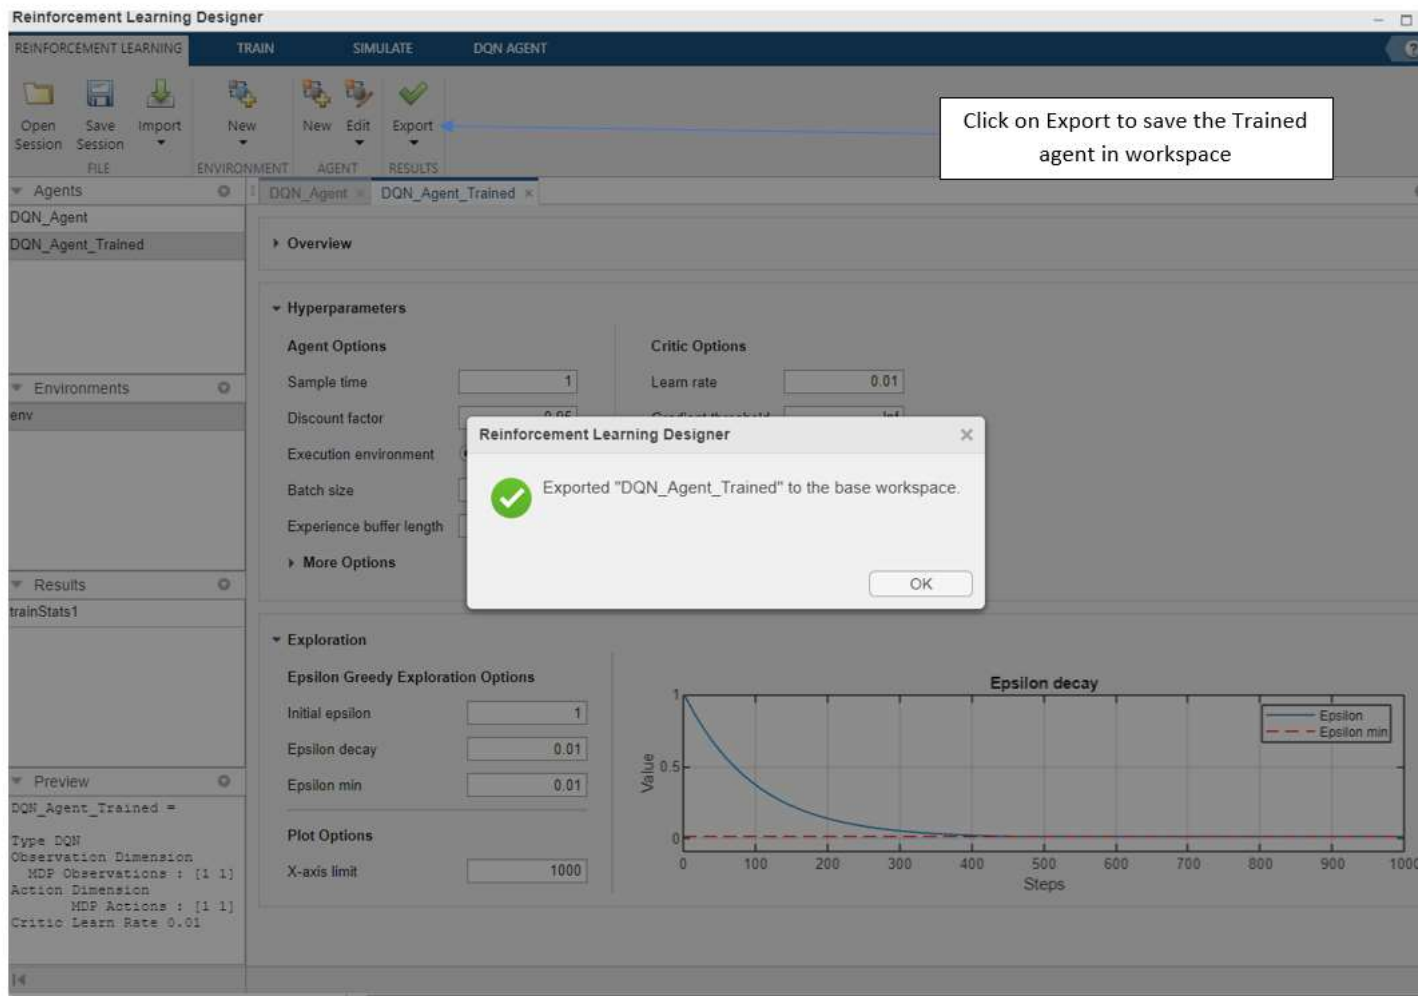 Reinforcement Learning Designer
REINFORCEMENT LEARNING TRAIN SIMULATE DQN AGENT
Open Session
Save Session
Import
New
New
Edit
Export
FILE ENVIRONMENT AGENT RESULTS
Click on Export to save the Trained
agent in workspace
Agents
DQN_Agent
DQN_Agent_Trained
DQN_Agent × DQN_Agent_Trained ×
Overview
Hyperparameters
Agent Options
Sample time 1
Discount factor 0.95
Execution environment
Batch size
Experience buffer length
More Options
Critic Options
Learn rate 0.01
Gradient threshold Inf
Environments
env
Reinforcement Learning Designer ×
Exported "DQN_Agent_Trained" to the base workspace.
OK
Results
trainStats1
Exploration
Epsilon Greedy Exploration Options
Initial epsilon 1
Epsilon decay 0.01
Epsilon min 0.01
Plot Options
X-axis limit 1000
Epsilon decay
Epsilon
Epsilon min
Value
1
0.5
0
0 100 200 300 400 500 600 700 800 900 1000
Steps
Preview
DQN_Agent_Trained =
Type DQN
Observation Dimension
MDP Observations : [1 1]
Action Dimension
MDP Actions : [1 1]
Critic Learn Rate 0.01